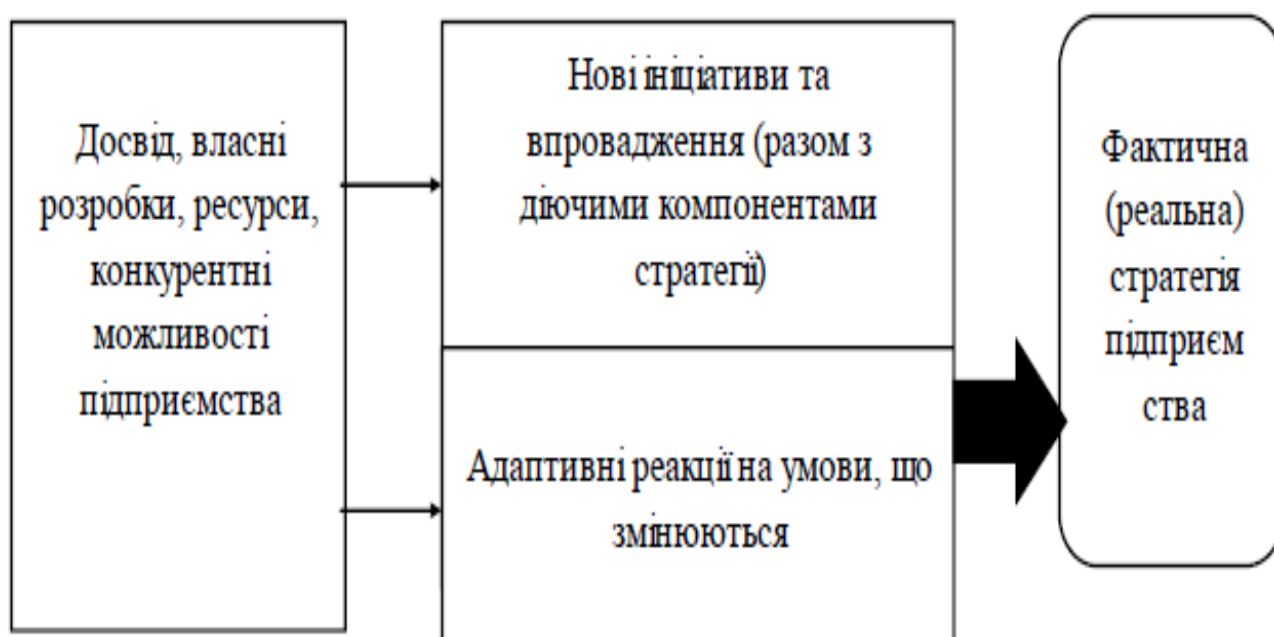 Досвід, власні
розробки, ресурси,
конкурентні
можливості
підприємства
Нові ініціативи та
впровадження (разом з
діючими компонентами
стратегії)
Адаптивні реакції на умови, що
змінюються
Фактична
(реальна)
стратегія
підприєм
ства